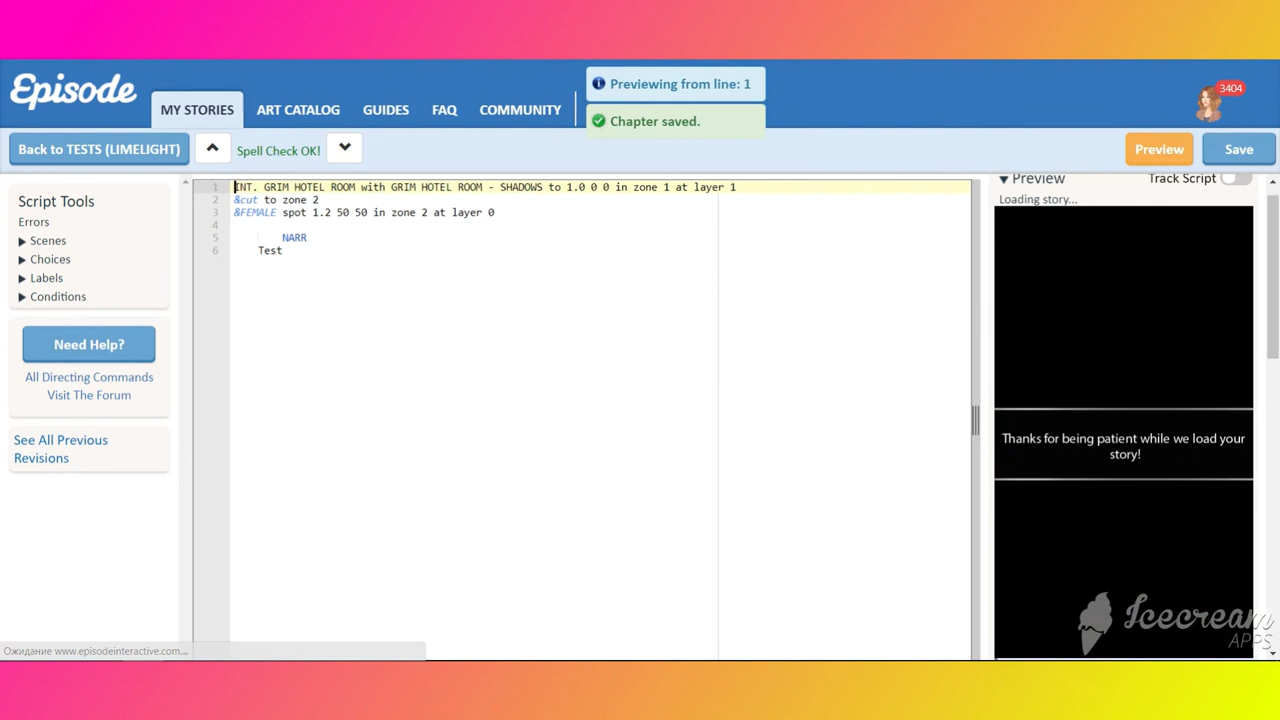 Episode
MY STORIES
ART CATALOG
GUIDES
FAQ
COMMUNITY
Previewing from line: 1
Chapter saved.
3404
Back to TESTS (LIMELIGHT)
Spell Check OK!
Preview
Save
Script Tools
Errors
Scenes
Choices
Labels
Conditions
Need Help?
All Directing Commands
Visit The Forum
See All Previous
Revisions
1 INT. GRIM HOTEL ROOM with GRIM HOTEL ROOM - SHADOWS to 1.0 0 0 in zone 1 at layer 1
2 &cut to zone 2
3 &FEMALE spot 1.2 50 50 in zone 2 at layer 0
4
5 NARR
6 Test
Preview
Track Script
Loading story...
Thanks for being patient while we load your
story!
Icecream
APPS
Ожидание www.episodeinteractive.com...